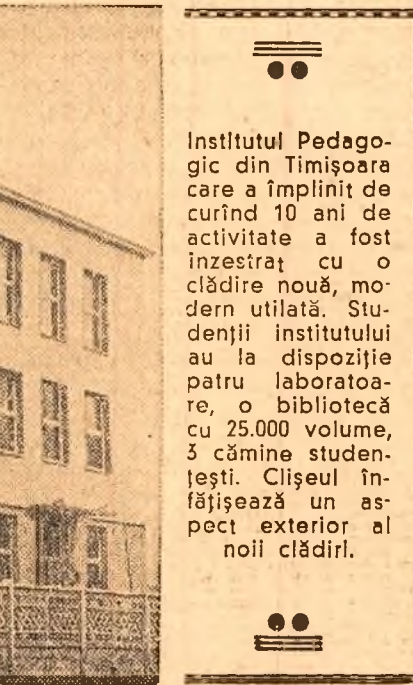 Institutul Pedago-
gic din Timişoara
care a împlinit de
curînd 10 ani de
activitate a fost
inzestrat cu o
clădire nouă, mo-
dern utilată. Stu-
denţii institutului
au la dispoziţie
patru laboratoa-
re, o bibliotecă
cu 25.000 volume,
3 cămine studen-
ţeşti. Clişeul în-
făţişează un as-
pect exterior al
noii clădiri.